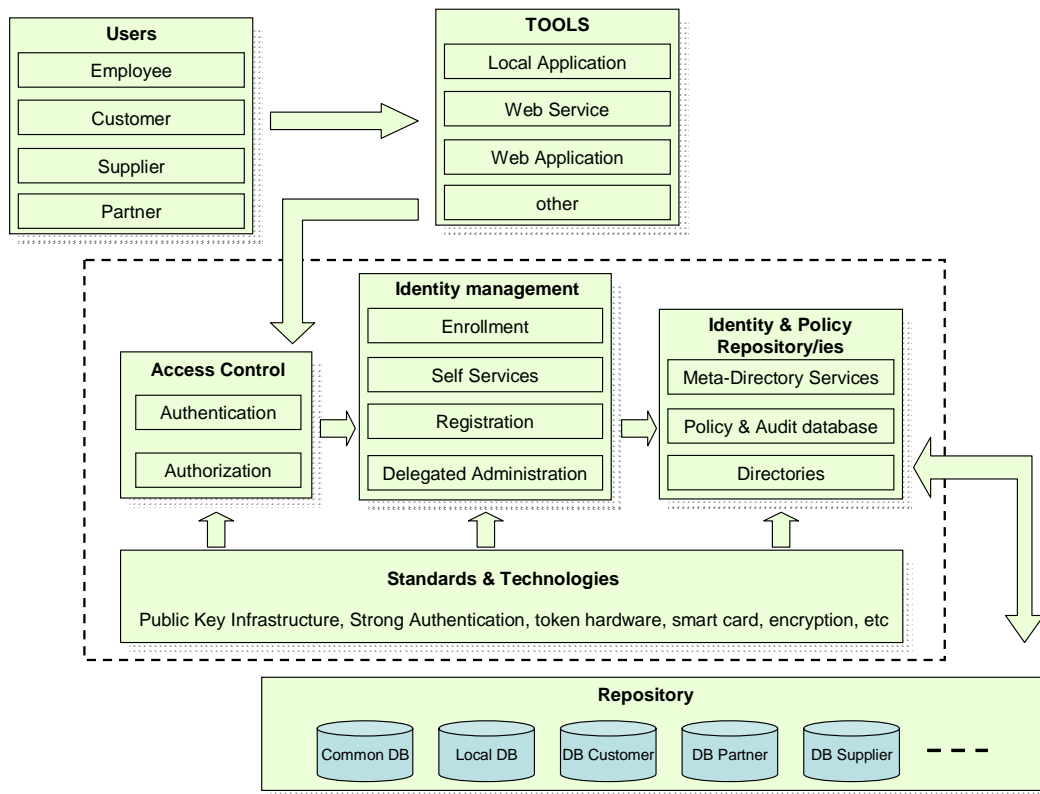 Users
Employee
Customer
Supplier
Partner
TOOLS
Local Application
Web Service
Web Application
other
Access Control
Authentication
Authorization
Identity management
Enrollment
Self Services
Registration
Delegated Administration
Identity & Policy
Repository/ies
Meta-Directory Services
Policy & Audit database
Directories
Standards & Technologies
Public Key Infrastructure, Strong Authentication, token hardware, smart card, encryption, etc
Repository
Common DB
Local DB
DB Customer
DB Partner
DB Supplier